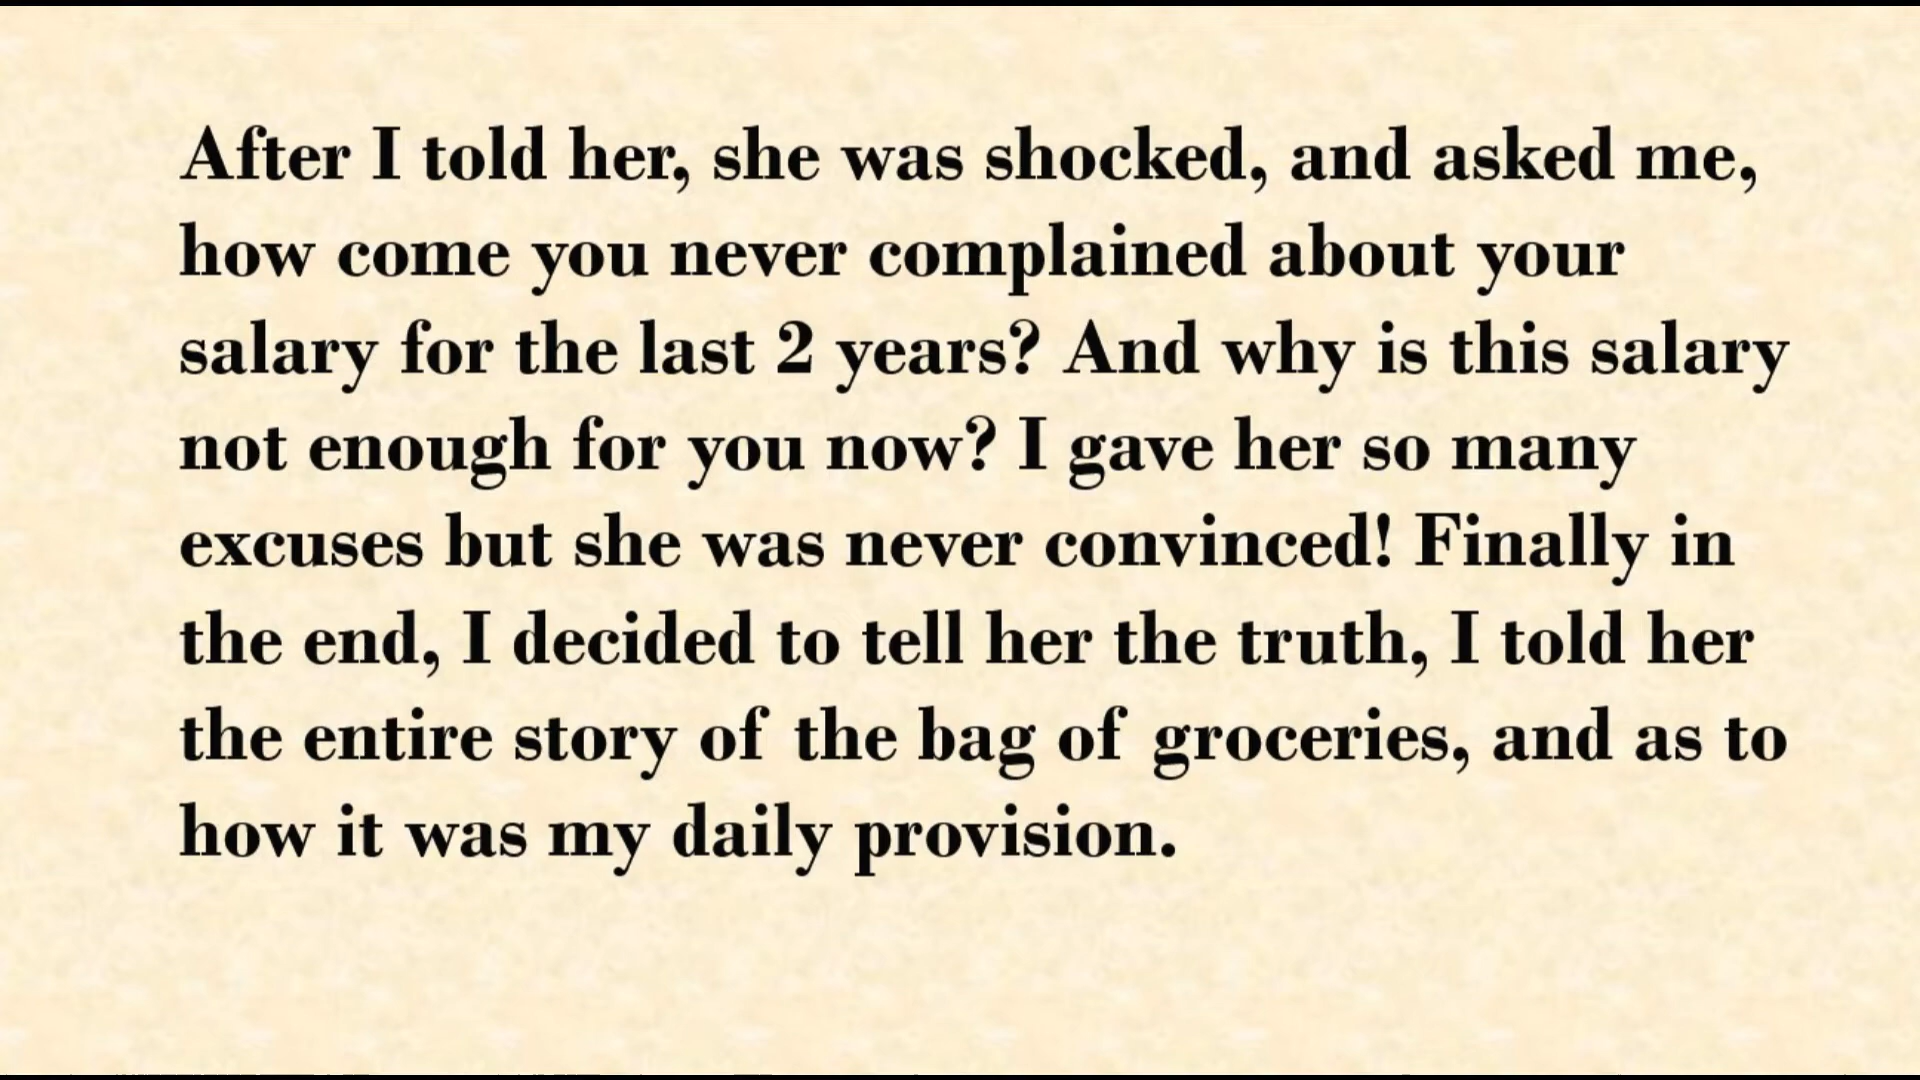 After I told her, she was shocked, and asked me,
how come you never complained about your
salary for the last 2 years? And why is this salary
not enough for you now? I gave her so many
excuses but she was never convinced! Finally in
the end, I decided to tell her the truth, I told her
the entire story of the bag of groceries, and as to
how it was my daily provision.